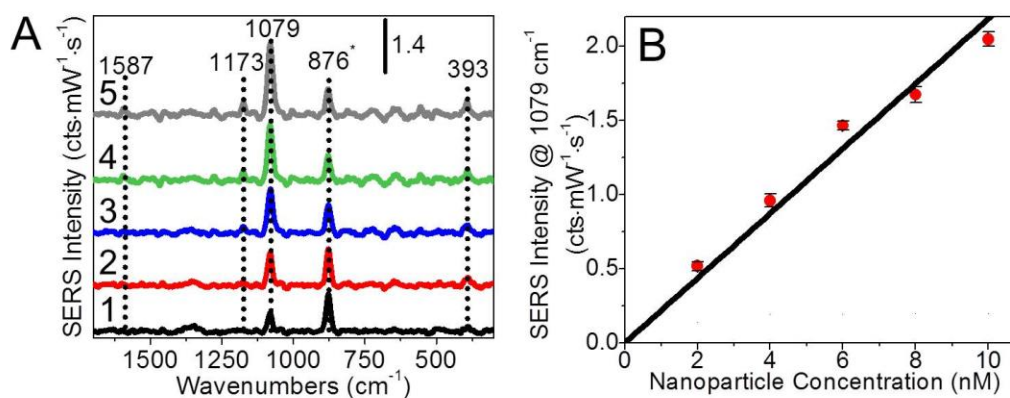 A
1079
1.4
1587
1173
876*
393
5
4
3
2
1
SERS Intensity (cts·mW⁻¹·s⁻¹)
1500 1250 1000 750 500
Wavenumbers (cm⁻¹)
B
SERS Intensity @ 1079 cm⁻¹
(cts·mW⁻¹·s⁻¹)
2.0
1.5
1.0
0.5
0.0
0 2 4 6 8 10
Nanoparticle Concentration (nM)